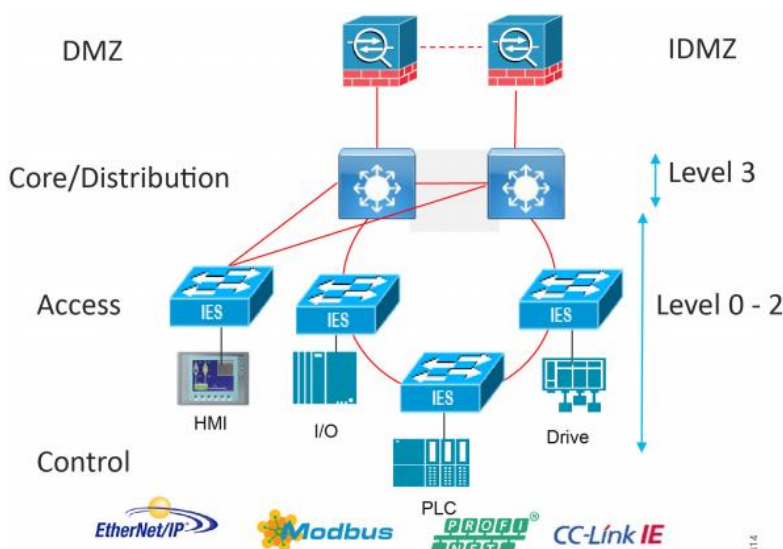 DMZ
IDMZ
Core/Distribution
Level 3
Access
IES
IES
IES
Level 0 - 2
HMI
I/O
IES
Drive
Control
PLC
EtherNet/IP
Modbus
PROFI
NET
CC-Link IE